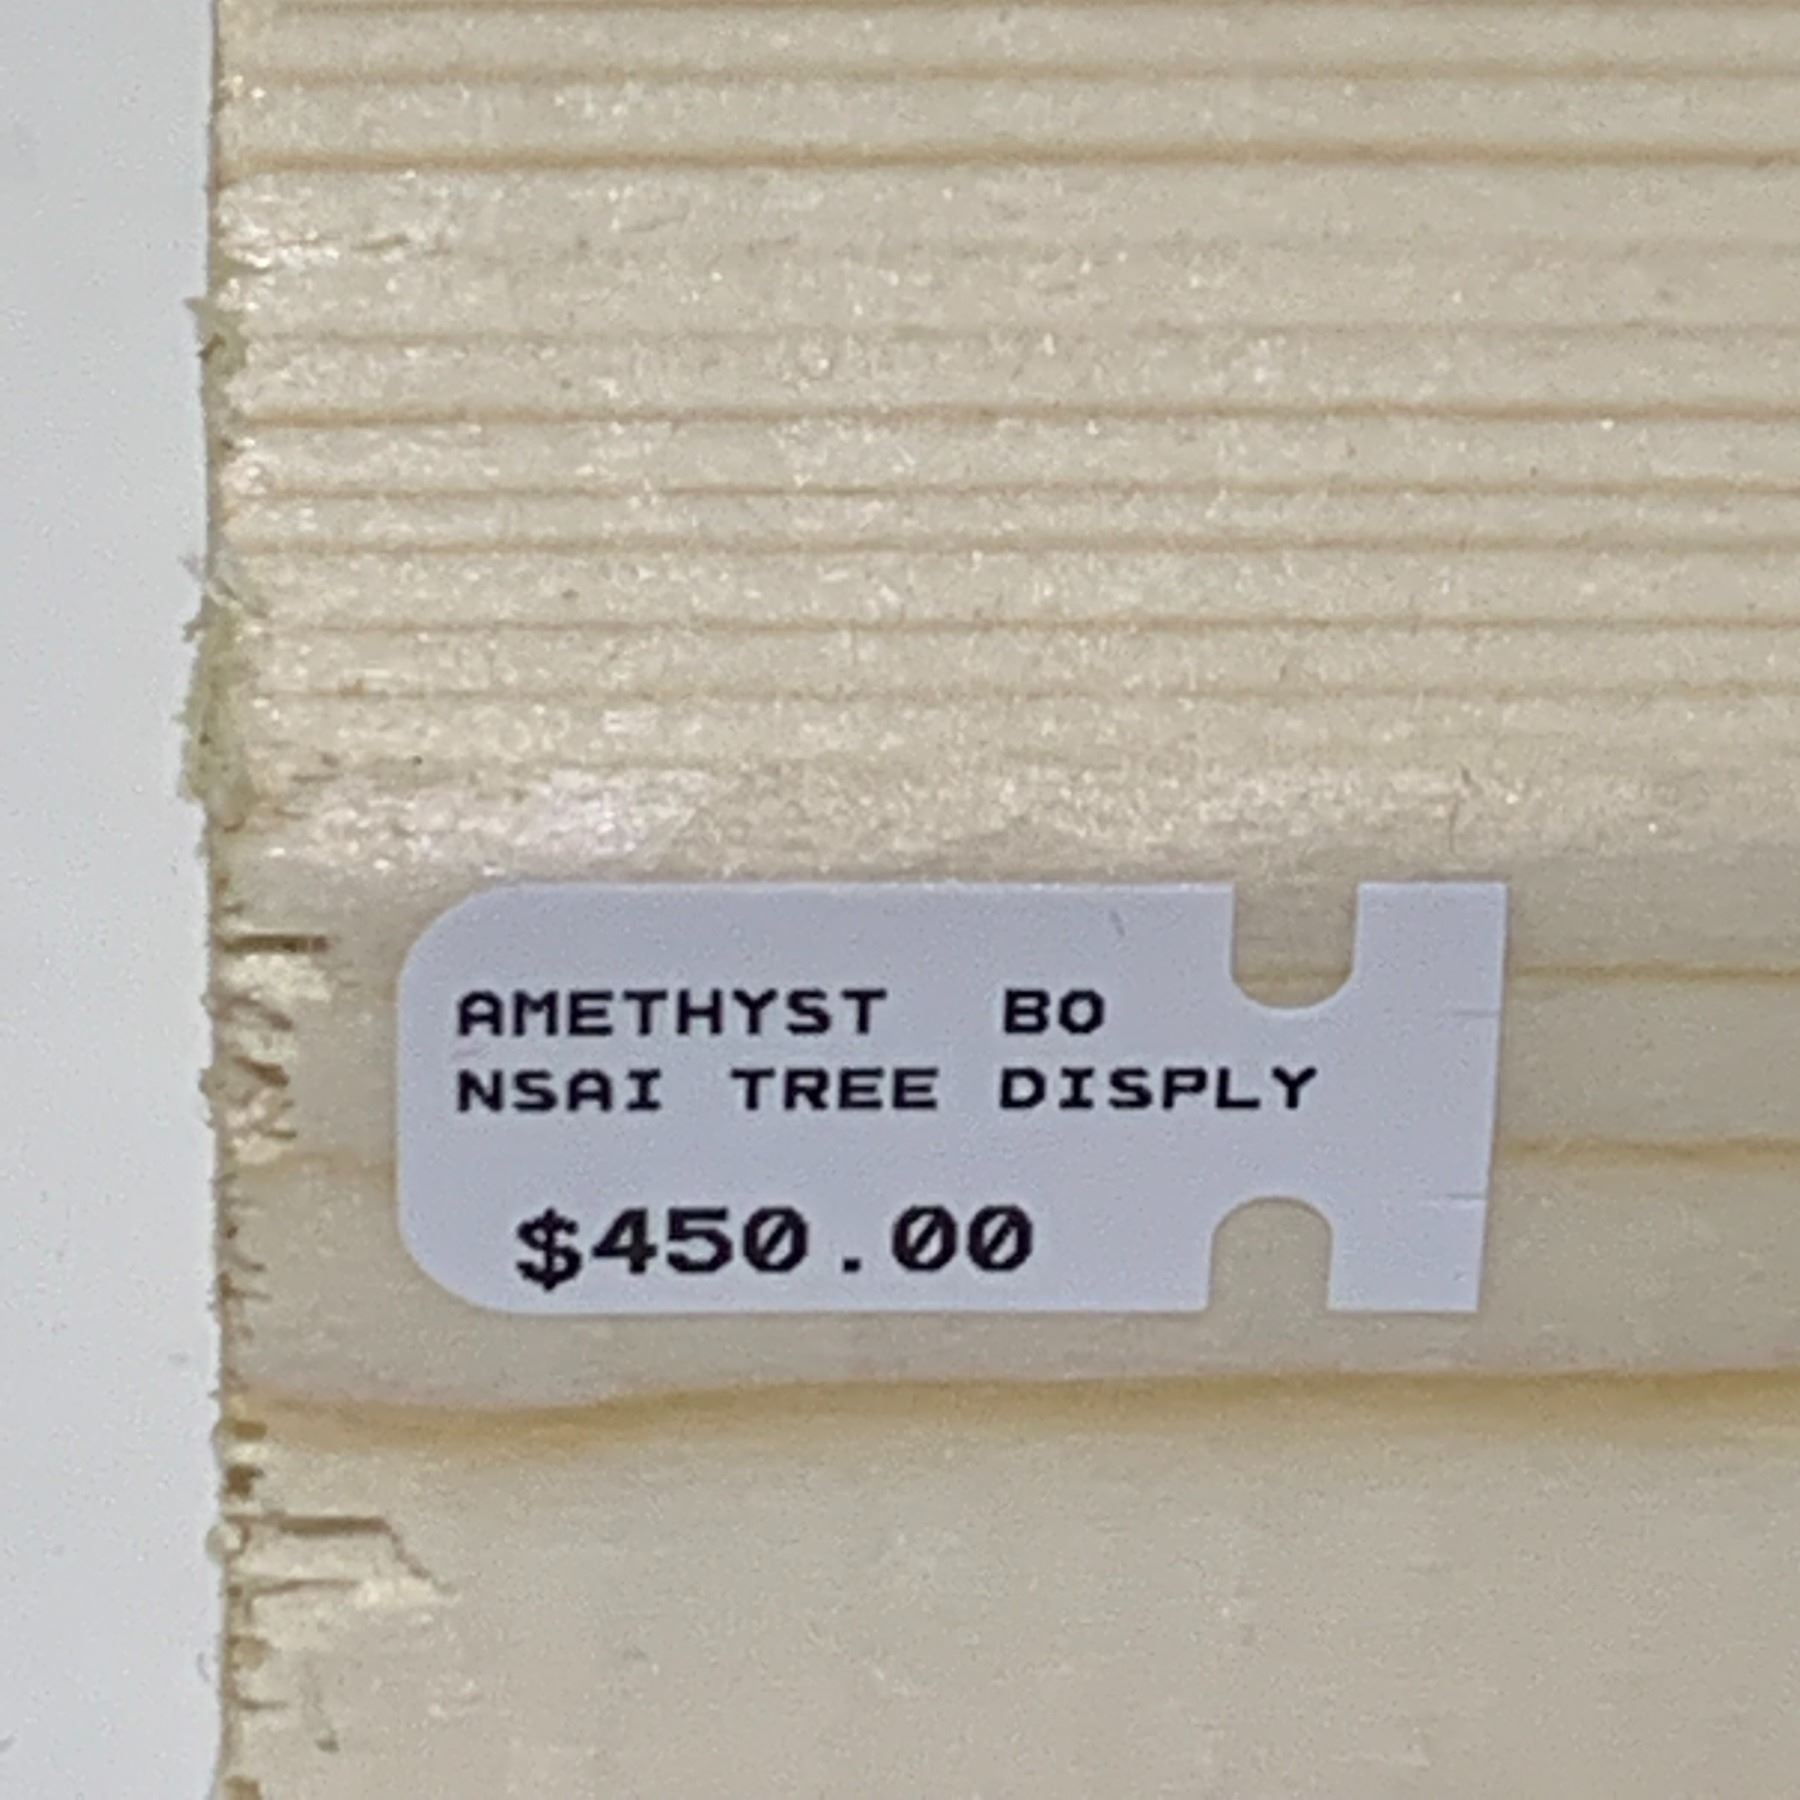 AMETHYST BO
NSAI TREE DISPLY
$450.00